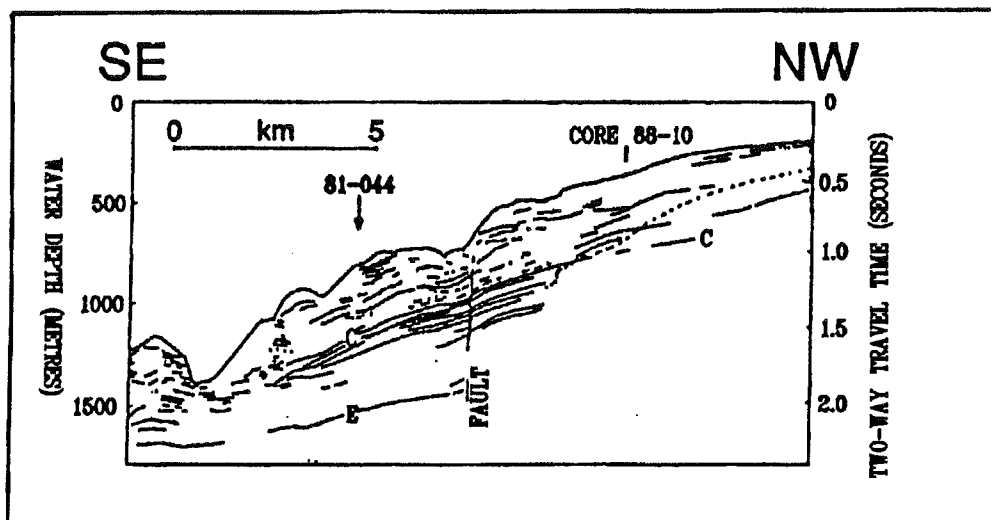 SE
NW
0
0
0 km 5
CORE 88-10
81-044
500
0.5
C
1.0
1000
C
1.5
1500
E
FAULT
2.0
WATER DEPTH (METRES)
TWO-WAY TRAVEL TIME (SECONDS)